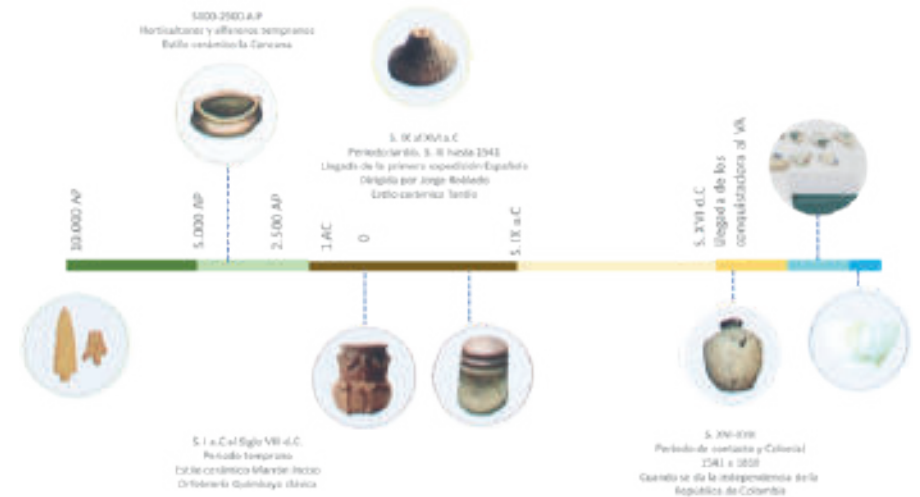 5000-2500 A.P
Horticultores y alfareros tempranos
Estilo cerámico la Cancana
S. IX al XVI a.C
Periodo tardío, S. IX hasta 1541
Llegada de la primera expedición Española
Dirigida por Jorge Robledo
Estilo cerámico Tardío
10.000 AP
5.000 AP
2.500 AP
1 AC
0
S. IX a.C
S. XVI d.C
llegada de los
conquistadora al VA
S. I a.C al Siglo VIII d.C.
Periodo temprano
Estilo cerámico Marrón Inciso
Orfebrería Quimbaya clásica
S. XVI-XVIII
Periodo de contacto y Colonial
1541 a 1810
Cuando se da la independencia de la
República de Colombia